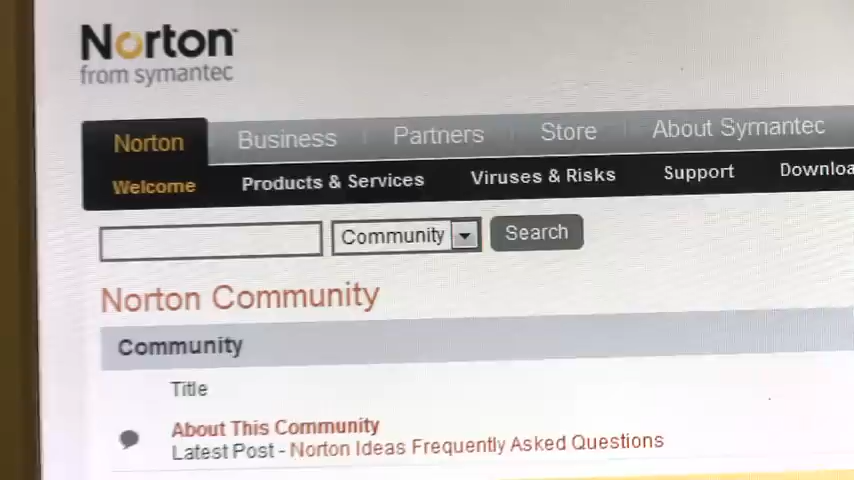 Norton
from symantec
Norton Business Partners Store About Symantec
Welcome Products & Services Viruses & Risks Support
Community Search
Norton Community
Community
Title
About This Community
Latest Post - Norton Ideas Frequently Asked Questions